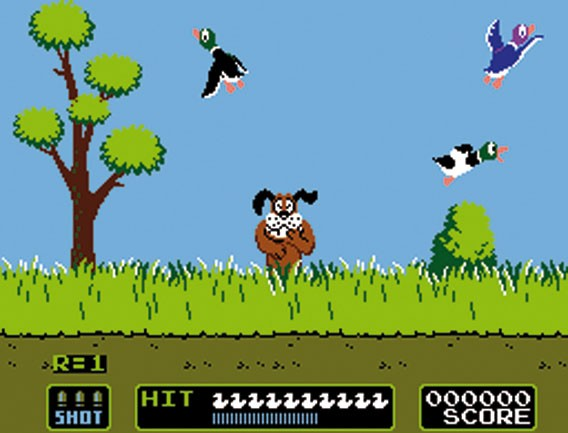 R=1
SHOT
HIT
000000
SCORE